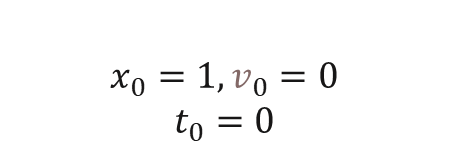 x₀ = 1, v₀ = 0
t₀ = 0